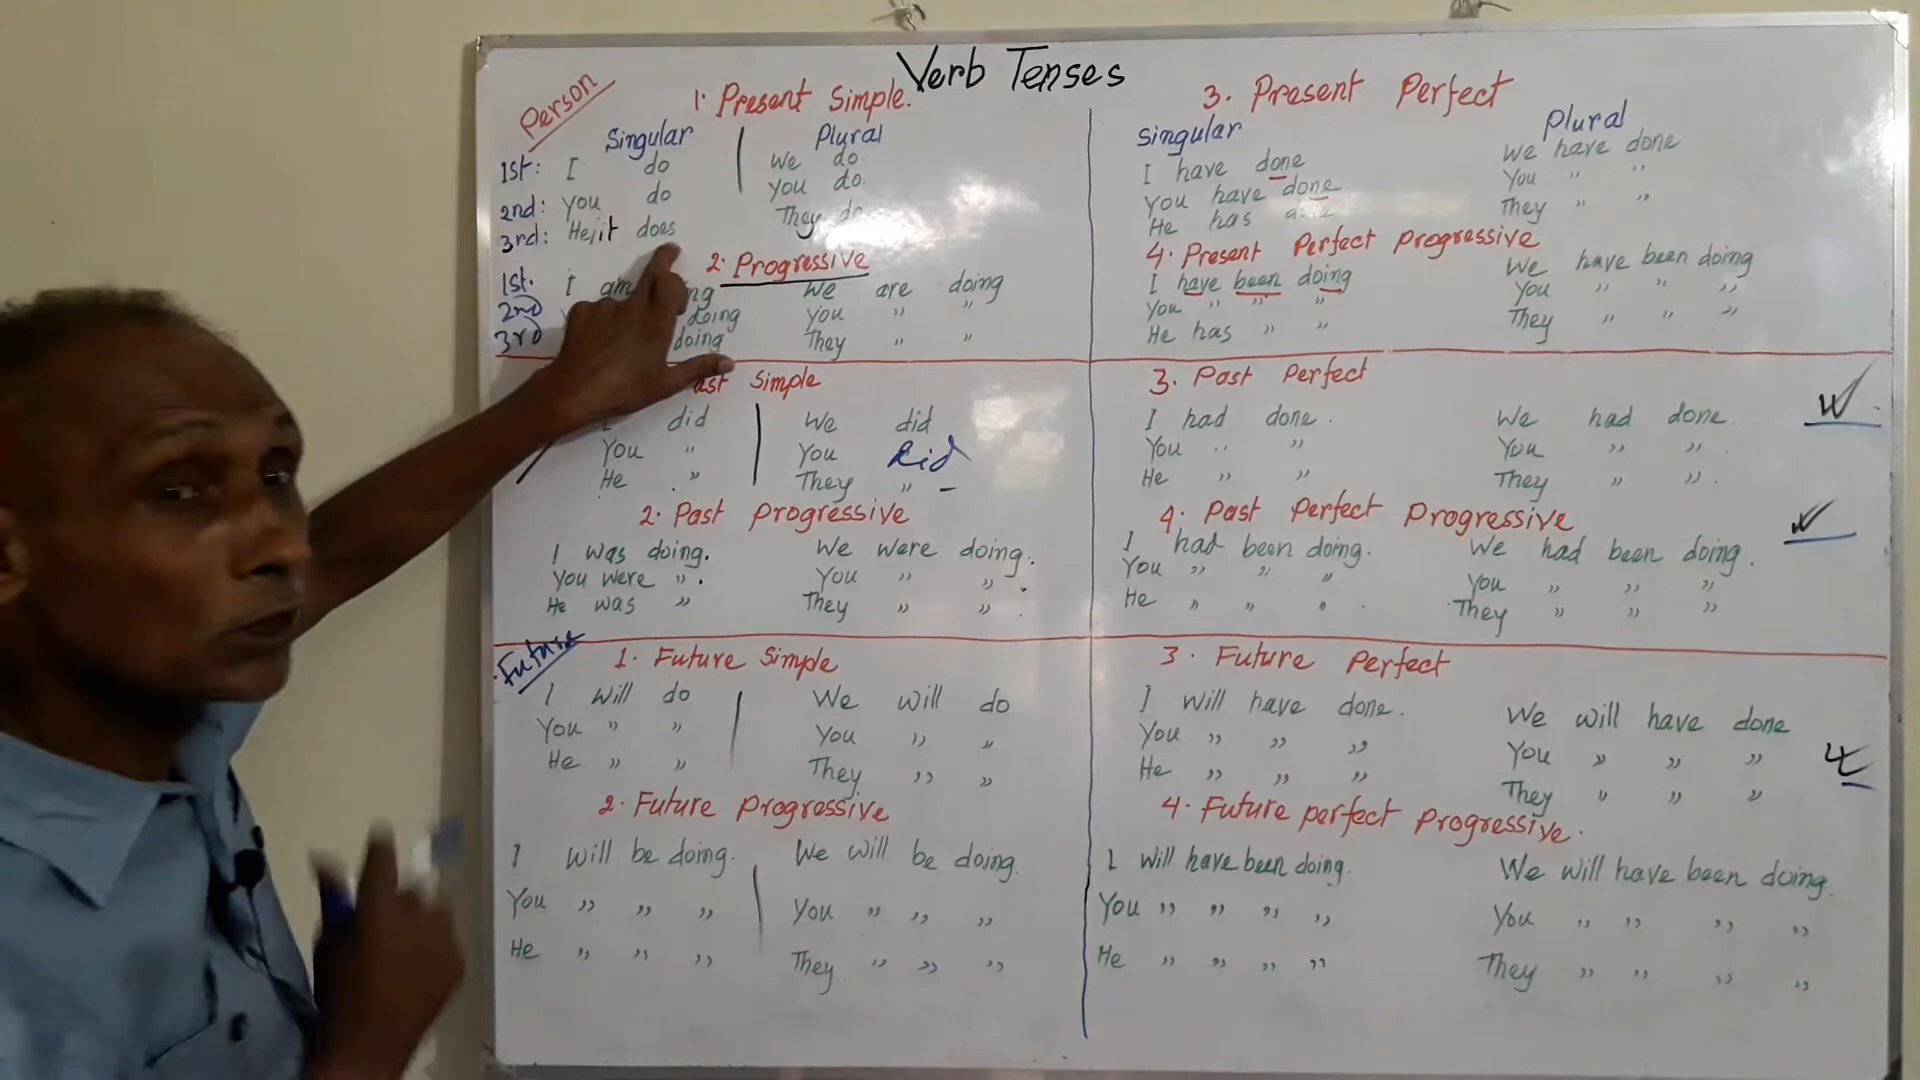 Verb Tenses
Person
1. Present Simple.
Singular Plural
1st: I do We do
2nd: You do You do.
3rd: He/it does They do
2. Progressive
1st. I am We are doing
2nd doing You " "
3rd doing They " "
Simple
did We did
You " You did
He " They "
2. Past Progressive
I was doing. We were doing.
You were ". You " "
He was " They " "
Future
1. Future Simple
I will do We will do
You " " You " "
He " " They " "
2. Future Progressive
I will be doing. We will be doing.
You " " " You " " "
He " " " They " " "
3. Present Perfect
Singular Plural
I have done We have done
You have done You " "
He has They " "
4. Present Perfect Progressive
I have been doing We have been doing
You " " " You " " "
He has " " They " " "
3. Past Perfect
I had done. We had done.
You " " You " " .
He " " They " " .
4. Past Perfect Progressive
I had been doing. We had been doing.
You " " " You " " "
He " " " . They " " "
3. Future Perfect
I will have done. We will have done
You " " " You " " "
He " " " They " " "
4. Future perfect Progressive.
I will have been doing. We will have been doing.
You " " " " You " " " "
He " " " " They " " " "